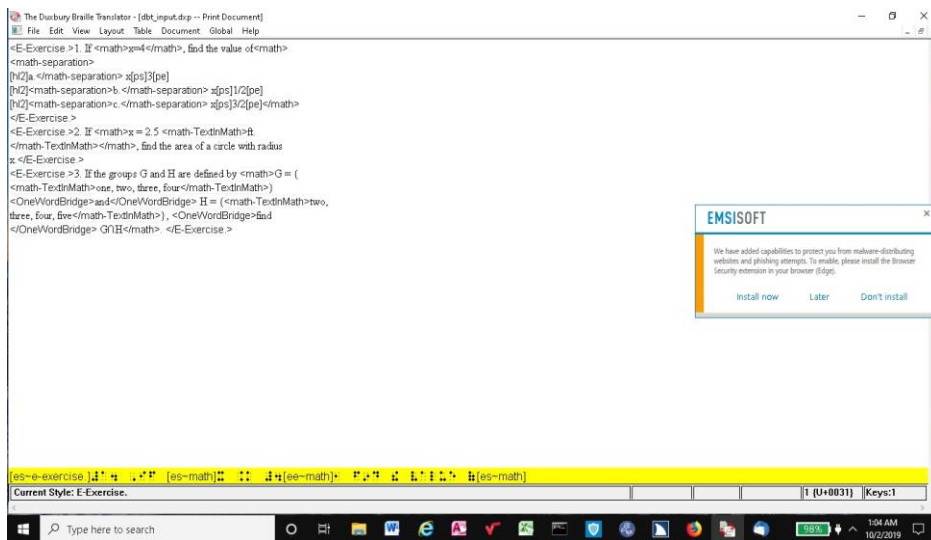 The Duxbury Braille Translator - [dbt_input.dxp -- Print Document]
File Edit View Layout Table Document Global Help
<E-Exercise.>1. If <math>x=4</math>, find the value of<math>
<math-separation>
[hl2]a.</math-separation> x[ps]3[pe]
[hl2]<math-separation>b.</math-separation> x[ps]1/2[pe]
[hl2]<math-separation>c.</math-separation> x[ps]3/2[pe]</math>
</E-Exercise.>
<E-Exercise.>2. If <math>x = 2.5 <math-TextInMath>ft.
</math-TextInMath></math>, find the area of a circle with radius
x.</E-Exercise.>
<E-Exercise.>3. If the groups G and H are defined by <math>G = (
<math-TextInMath>one, two, three, four</math-TextInMath>)
<OneWordBridge>and</OneWordBridge> H = (<math-TextInMath>two,
three, four, five</math-TextInMath>), <OneWordBridge>find
</OneWordBridge> G∩H</math>. </E-Exercise.>
EMSISOFT
We have added capabilities to protect you from malware-distributing
websites and phishing attempts. To enable, please install the Browser
Security extension in your browser (Edge).
Install now Later Don't install
[es~e-exercise.] [es~math] [ee~math] [es~math]
Current Style: E-Exercise. 1 {U+0031} Keys:1
Type here to search 98% 1:04 AM
10/2/2019